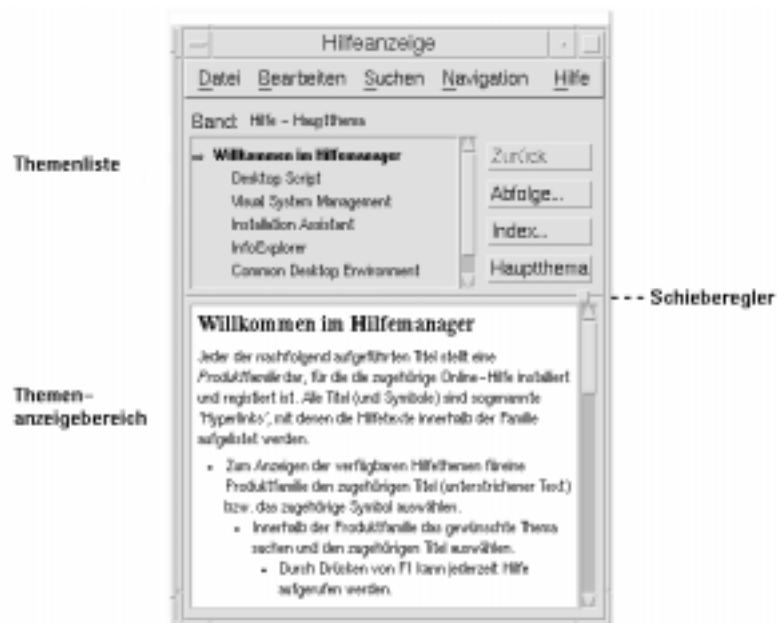 Hilfeanzeige
Datei Bearbeiten Suchen Navigation Hilfe
Band: Hilfe - Hauptthema
Themenliste
Willkommen im Hilfemanager
Desktop Script
Visual System Management
Installation Assistant
InfoExplorer
Common Desktop Environment
Zurück
Abfolge...
Index...
Hauptthema
Schieberegler
Themen-
anzeigebereich
Willkommen im Hilfemanager
Jeder der nachfolgend aufgeführten Titel stellt eine
Produktfamilie dar, für die die zugehörige Online-Hilfe installiert
und registiert ist. Alle Titel (und Symbole) sind sogenannte
'Hyperlinks', mit denen die Hilfetexte innerhalb der Familie
aufgelistet werden.
• Zum Anzeigen der verfügbaren Hilfethemen füreine
Produktfamilie den zugehörigen Titel (unterstrichener Text)
bzw. das zugehörige Symbol auswählen.
• Innerhalb der Produktfamilie das gewünschte Thema
suchen und den zugehörigen Titel auswählen.
• Durch Drücken von F1 kann jederzeit Hilfe
aufgerufen werden.